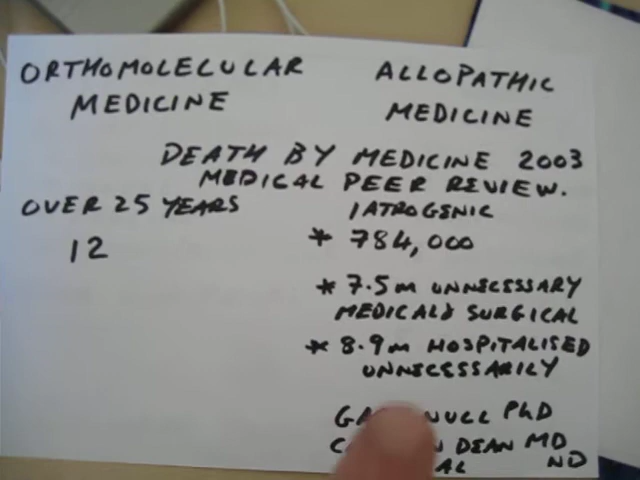 ORTHOMOLECULAR MEDICINE
ALLOPATHIC MEDICINE
DEATH BY MEDICINE 2003
MEDICAL PEER REVIEW.
OVER 25 YEARS
12
IATROGENIC
* 784,000
* 7.5M UNNECESSARY
MEDICAL & SURGICAL
* 8.9M HOSPITALISED
UNNECESSARILY
NULL PhD
DEAN MD
ND